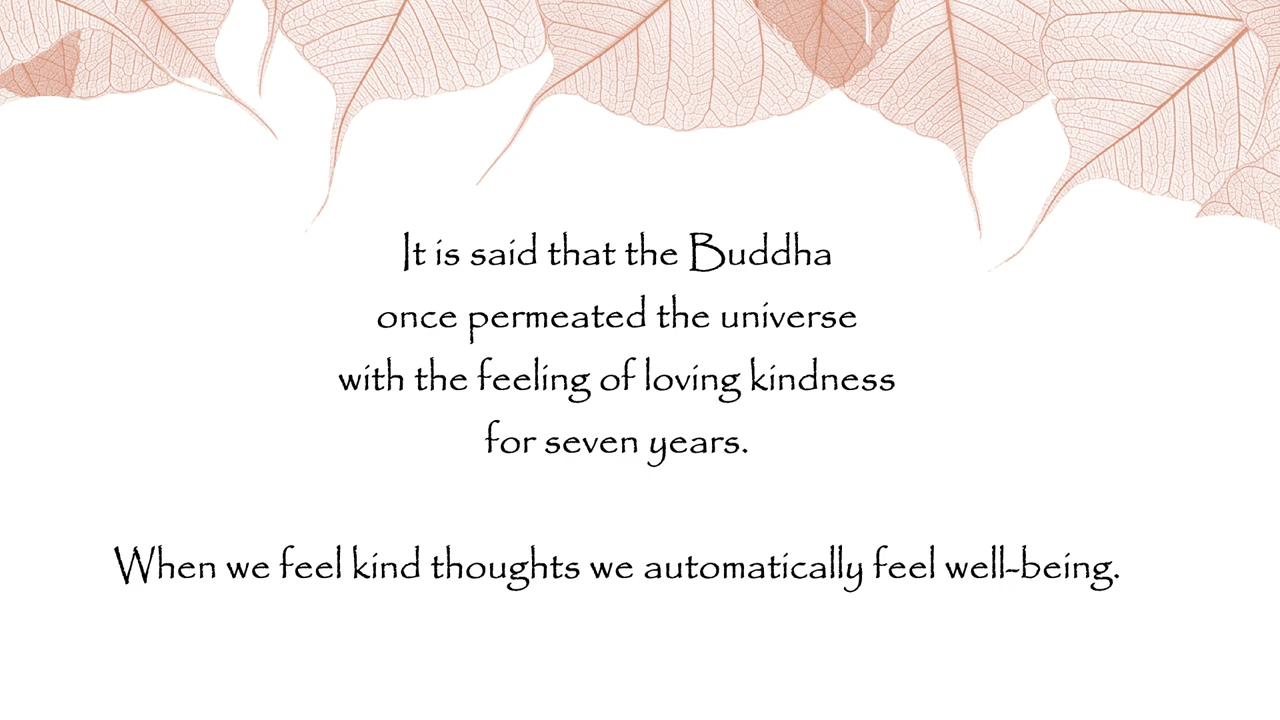 It is said that the Buddha
once permeated the universe
with the feeling of loving kindness
for seven years.
When we feel kind thoughts we automatically feel well-being.